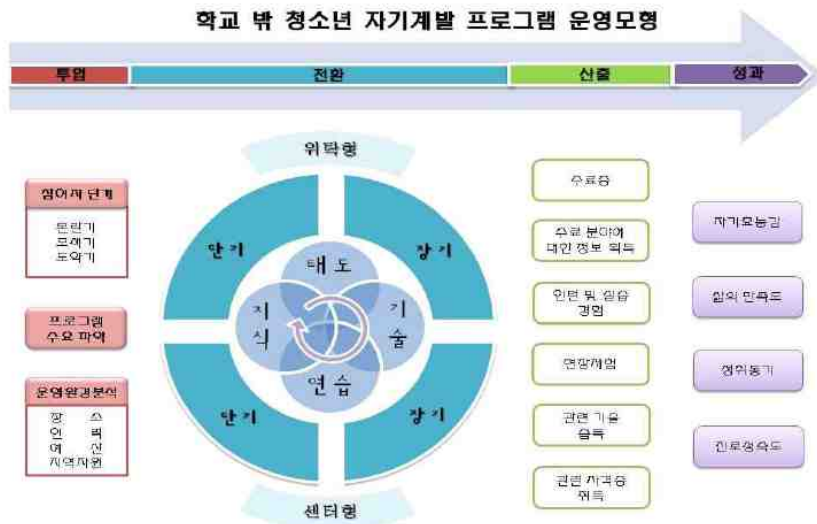 학교 밖 청소년 자기계발 프로그램 운영모형
투입
전환
산출
성과
위탁형
참여자 단계
혼란기
모색기
도약기
프로그램
수요 파악
운영환경분석
장 소
인 력
예 산
지역자원
단기
장기
태도
지식
기술
연습
단기
장기
센터형
수료증
수료 분야에
대한 정보 획득
인턴 및 실습
경험
현장체험
관련 기술
습득
관련 자격증
취득
자기효능감
삶의 만족도
성취동기
진로성숙도